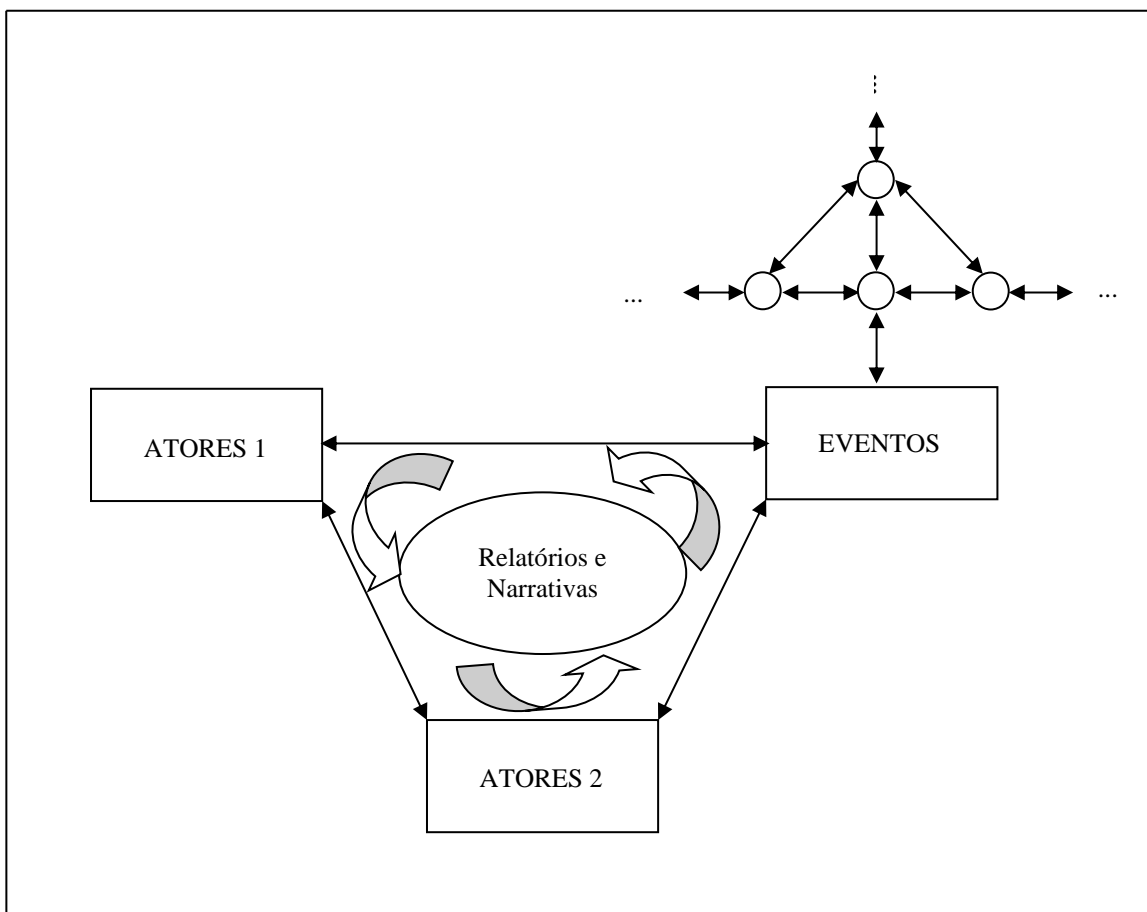 ...
...
...
ATORES 1
EVENTOS
Relatórios e
Narrativas
ATORES 2